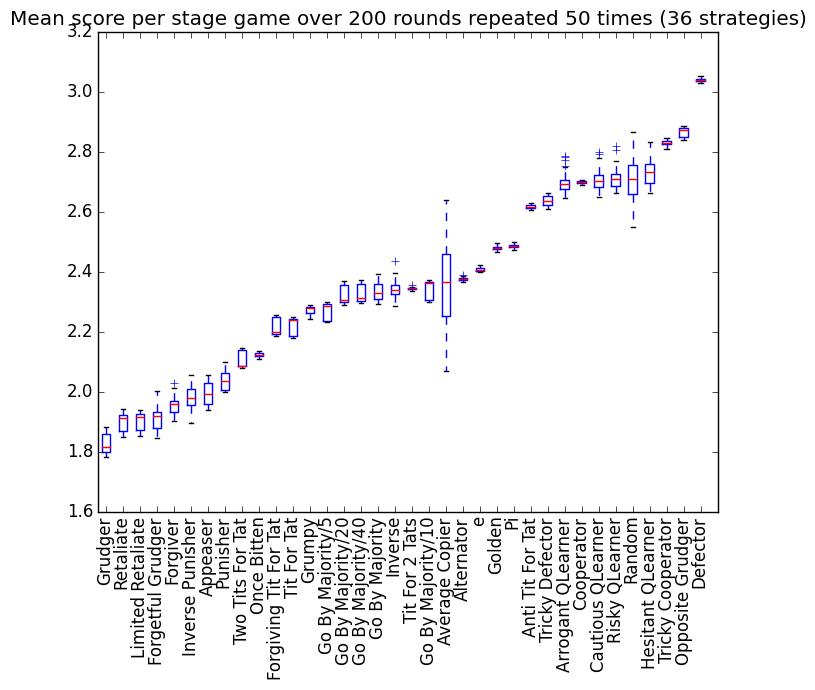 Mean score per stage game over 200 rounds repeated 50 times (36 strategies)
3.2
3.0
2.8
2.6
2.4
2.2
2.0
1.8
1.6
Grudger
Retaliate
Limited Retaliate
Forgetful Grudger
Forgiver
Inverse Punisher
Appeaser
Punisher
Two Tits For Tat
Once Bitten
Forgiving Tit For Tat
Tit For Tat
Grumpy
Go By Majority/5
Go By Majority/20
Go By Majority/40
Go By Majority
Inverse
Tit For 2 Tats
Go By Majority/10
Average Copier
Alternator
e
Golden
Pi
Anti Tit For Tat
Tricky Defector
Arrogant QLearner
Cooperator
Cautious QLearner
Risky QLearner
Random
Hesitant QLearner
Tricky Cooperator
Opposite Grudger
Defector